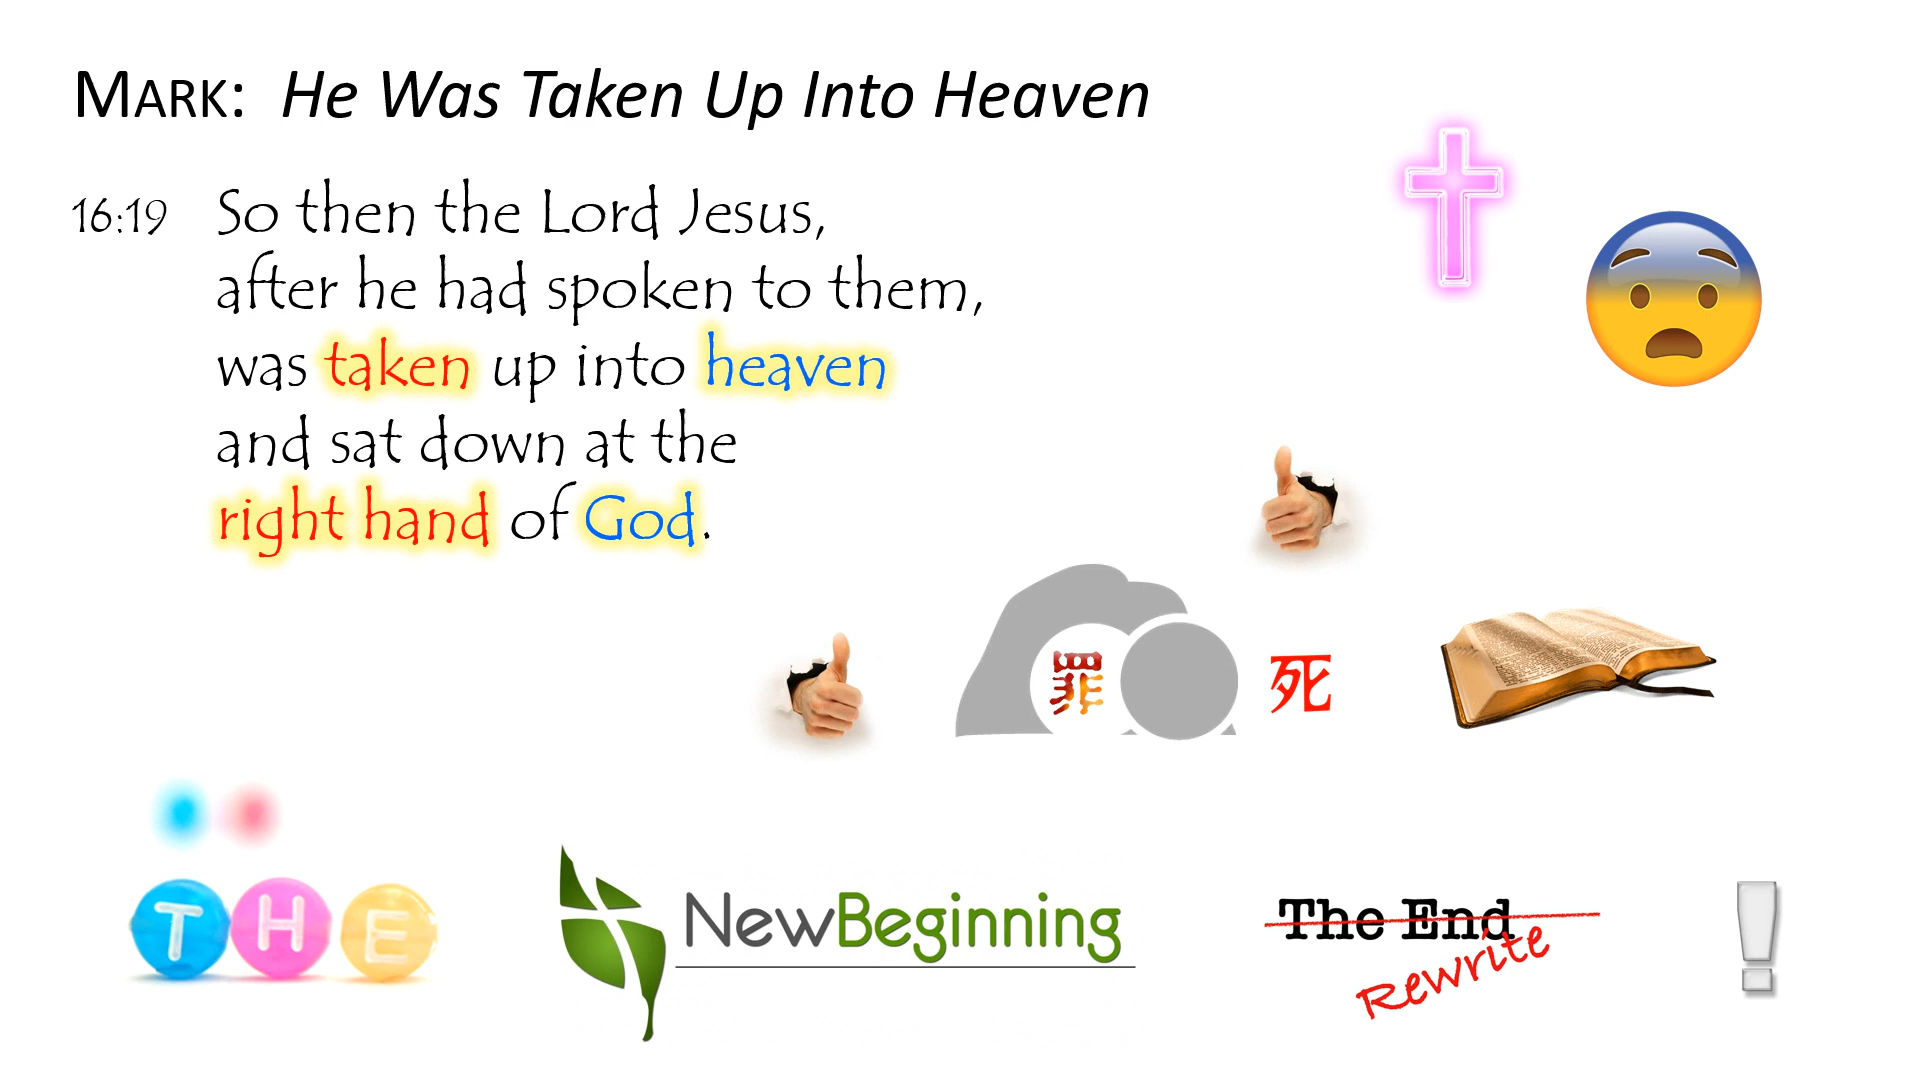 MARK: He Was Taken Up Into Heaven
16:19 So then the Lord Jesus,
after he had spoken to them,
was taken up into heaven
and sat down at the
right hand of God.
罪
死
THE
NewBeginning
The End
Rewrite
!